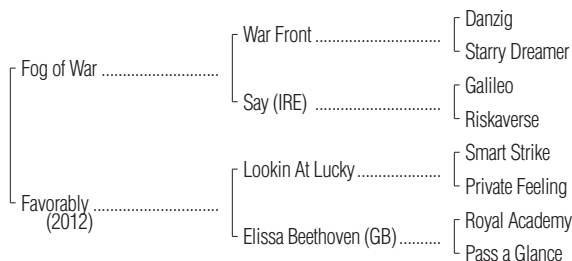 Danzig
War Front
Starry Dreamer
Fog of War
Galileo
Say (IRE)
Riskaverse
Smart Strike
Lookin At Lucky
Private Feeling
Favorably
(2012)
Royal Academy
Elissa Beethoven (GB)
Pass a Glance